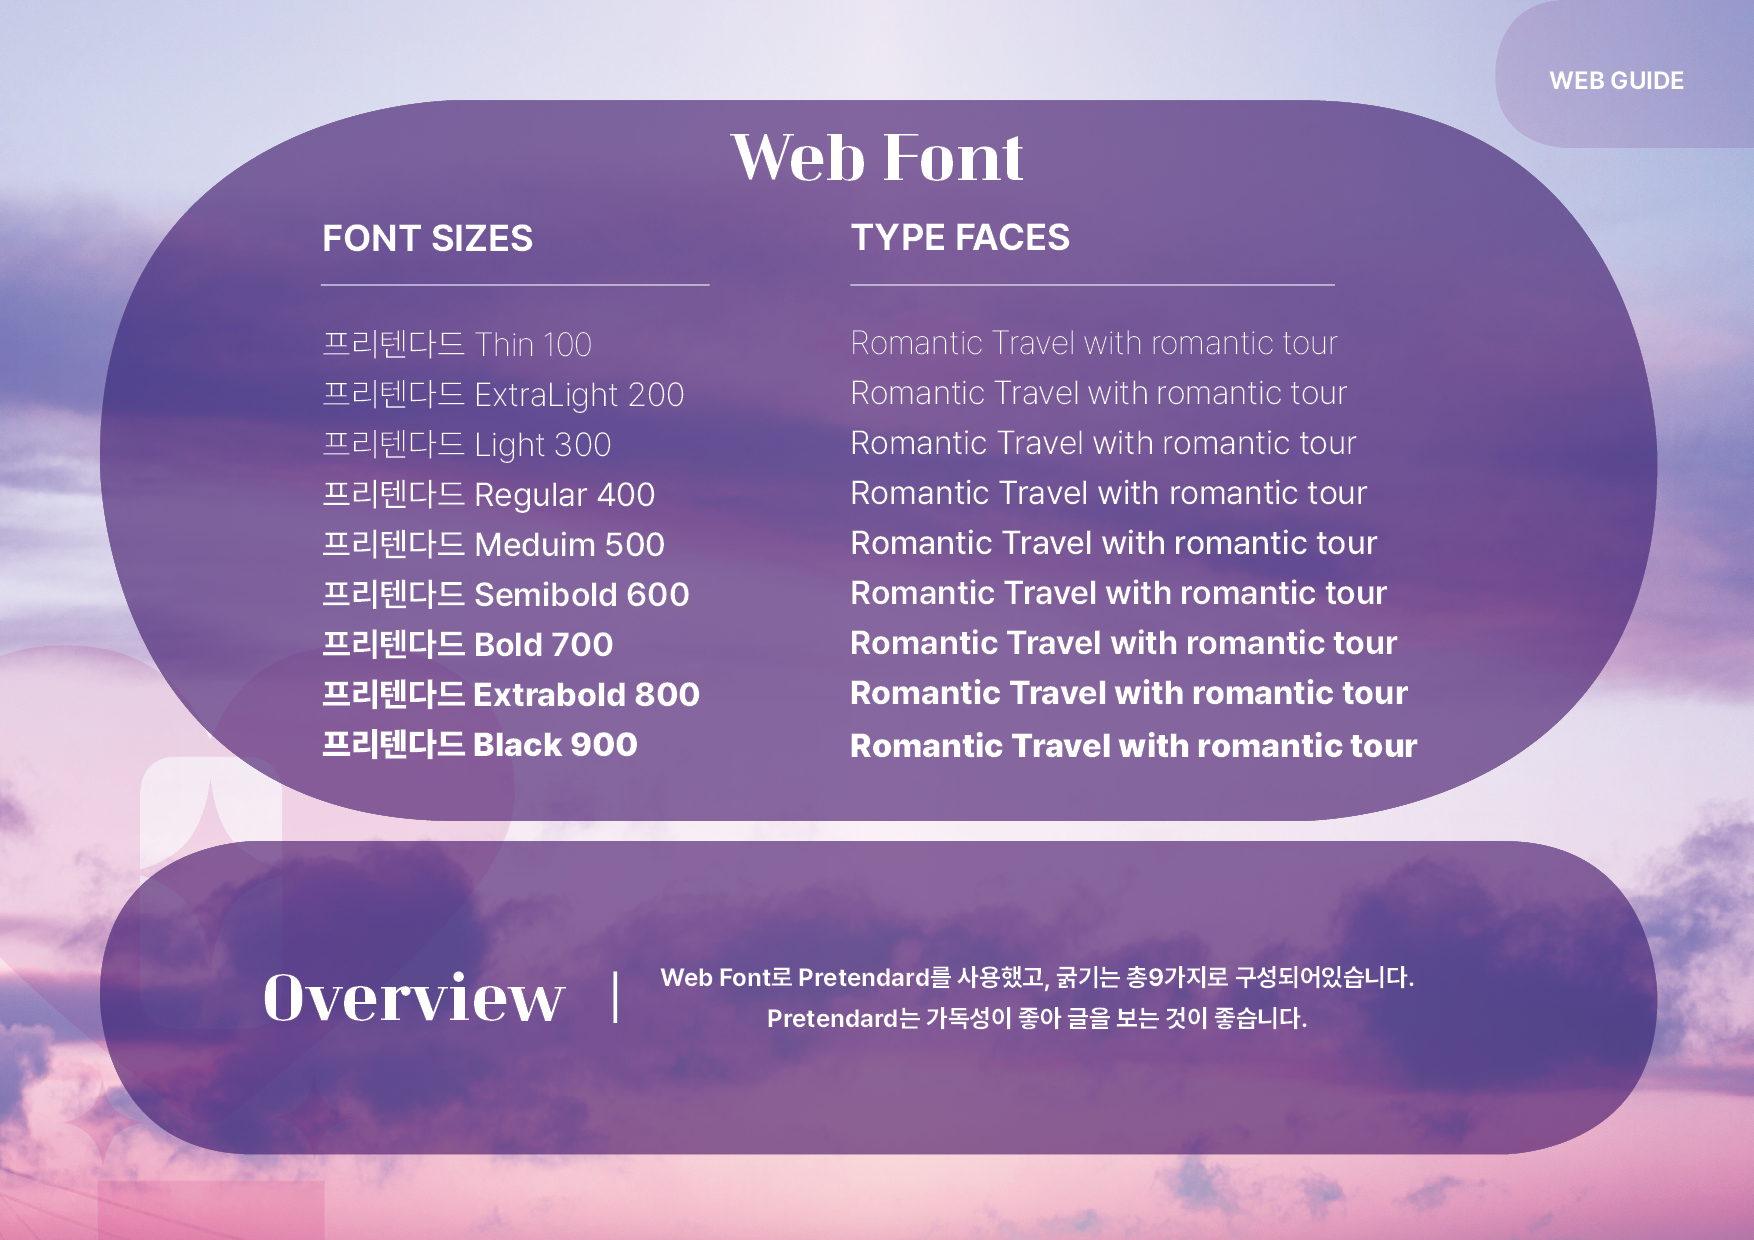 WEB GUIDE
Web Font
FONT SIZES
프리텐다드 Thin 100
프리텐다드 ExtraLight 200
프리텐다드 Light 300
프리텐다드 Regular 400
프리텐다드 Meduim 500
프리텐다드 Semibold 600
프리텐다드 Bold 700
프리텐다드 Extrabold 800
프리텐다드 Black 900
TYPE FACES
Romantic Travel with romantic tour
Romantic Travel with romantic tour
Romantic Travel with romantic tour
Romantic Travel with romantic tour
Romantic Travel with romantic tour
Romantic Travel with romantic tour
Romantic Travel with romantic tour
Romantic Travel with romantic tour
Romantic Travel with romantic tour
Overview
Web Font로 Pretendard를 사용했고, 굵기는 총9가지로 구성되어있습니다.
Pretendard는 가독성이 좋아 글을 보는 것이 좋습니다.